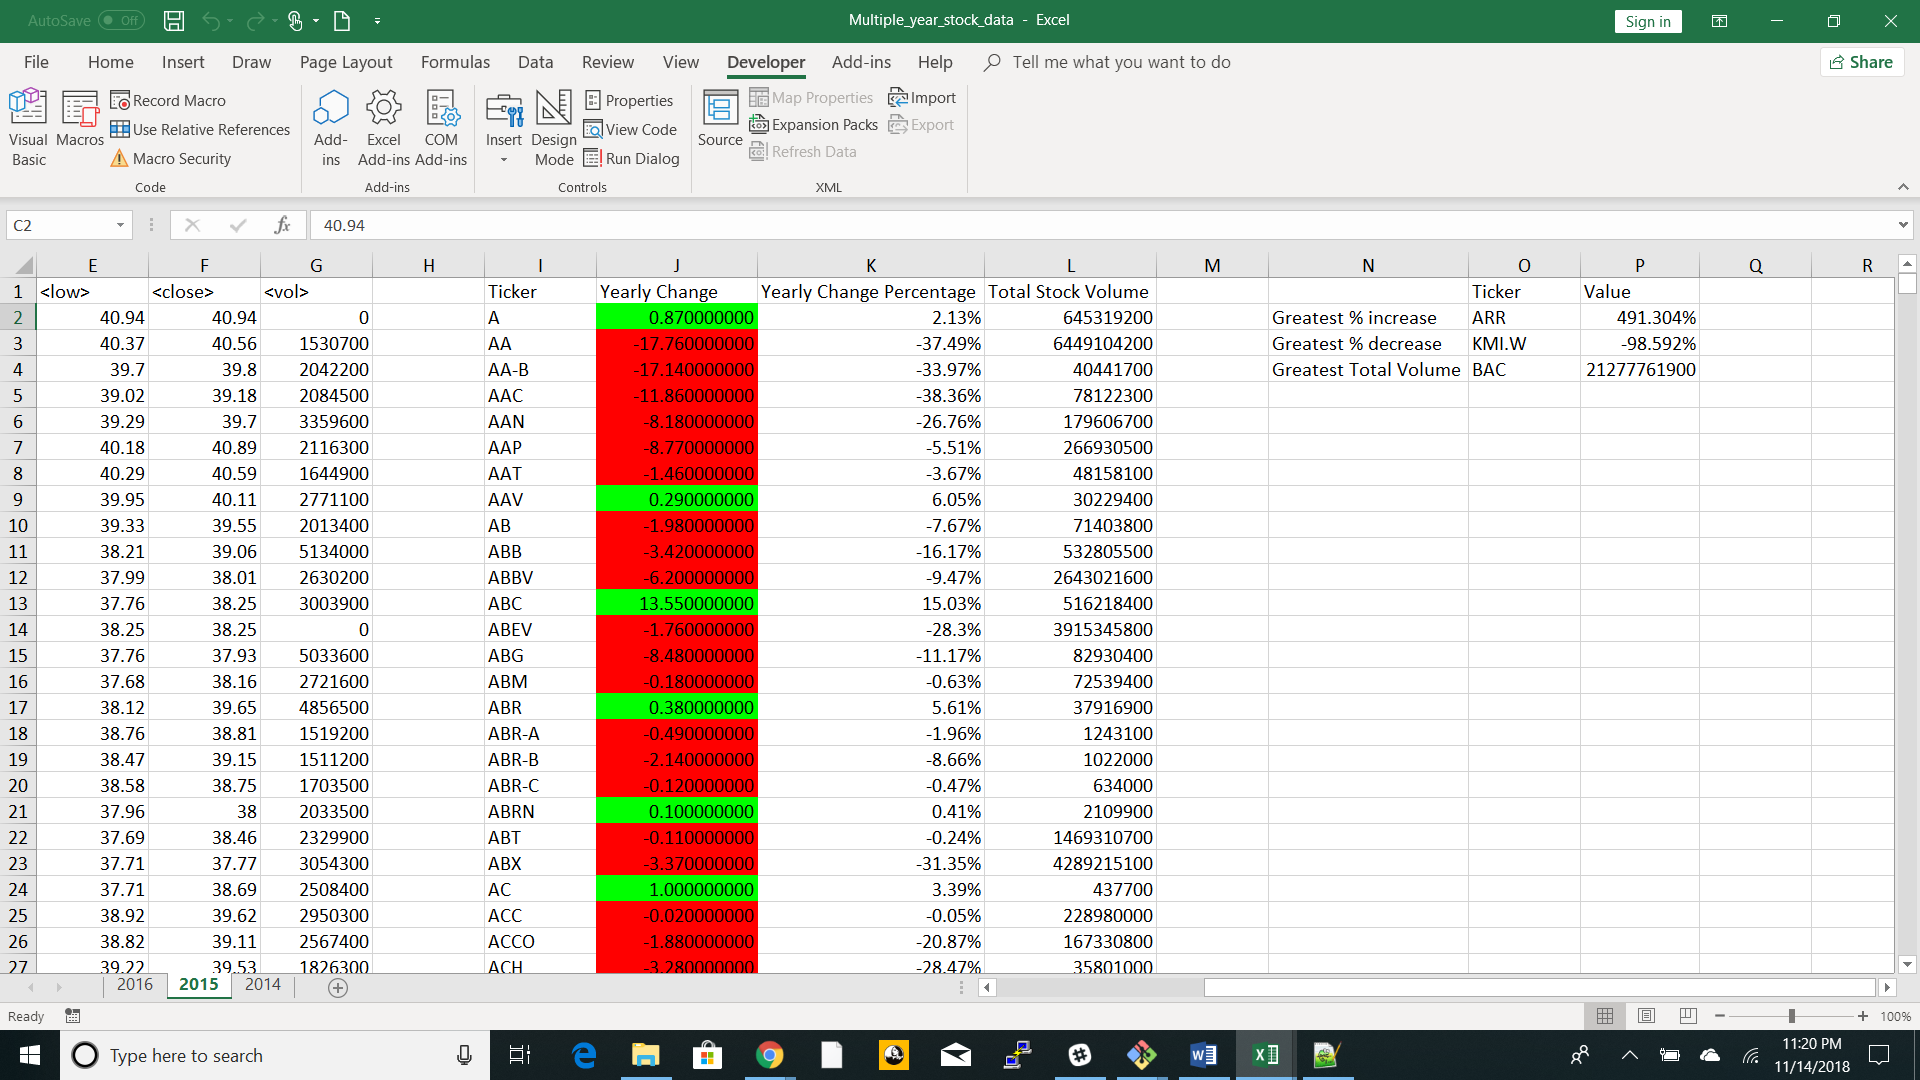 AutoSave Off
Multiple_year_stock_data - Excel
Sign in
File Home Insert Draw Page Layout Formulas Data Review View Developer Add-ins Help Tell me what you want to do Share
Visual Basic
Macros
Record Macro
Use Relative References
Macro Security
Code
Add-ins
Excel Add-ins
COM Add-ins
Add-ins
Insert
Design Mode
Properties
View Code
Run Dialog
Controls
Source
Map Properties
Expansion Packs
Refresh Data
Import
Export
XML
C2 fx 40.94
E F G H I J K L M N O P Q R
1 <low> <close> <vol> Ticker Yearly Change Yearly Change Percentage Total Stock Volume Ticker Value
2 40.94 40.94 0 A 0.870000000 2.13% 645319200 Greatest % increase ARR 491.304%
3 40.37 40.56 1530700 AA -17.760000000 -37.49% 6449104200 Greatest % decrease KMI.W -98.592%
4 39.7 39.8 2042200 AA-B -17.140000000 -33.97% 40441700 Greatest Total Volume BAC 21277761900
5 39.02 39.18 2084500 AAC -11.860000000 -38.36% 78122300
6 39.29 39.7 3359600 AAN -8.180000000 -26.76% 179606700
7 40.18 40.89 2116300 AAP -8.770000000 -5.51% 266930500
8 40.29 40.59 1644900 AAT -1.460000000 -3.67% 48158100
9 39.95 40.11 2771100 AAV 0.290000000 6.05% 30229400
10 39.33 39.55 2013400 AB -1.980000000 -7.67% 71403800
11 38.21 39.06 5134000 ABB -3.420000000 -16.17% 532805500
12 37.99 38.01 2630200 ABBV -6.200000000 -9.47% 2643021600
13 37.76 38.25 3003900 ABC 13.550000000 15.03% 516218400
14 38.25 38.25 0 ABEV -1.760000000 -28.3% 3915345800
15 37.76 37.93 5033600 ABG -8.480000000 -11.17% 82930400
16 37.68 38.16 2721600 ABM -0.180000000 -0.63% 72539400
17 38.12 39.65 4856500 ABR 0.380000000 5.61% 37916900
18 38.76 38.81 1519200 ABR-A -0.490000000 -1.96% 1243100
19 38.47 39.15 1511200 ABR-B -2.140000000 -8.66% 1022000
20 38.58 38.75 1703500 ABR-C -0.120000000 -0.47% 634000
21 37.96 38 2033500 ABRN 0.100000000 0.41% 2109900
22 37.69 38.46 2329900 ABT -0.110000000 -0.24% 1469310700
23 37.71 37.77 3054300 ABX -3.370000000 -31.35% 4289215100
24 37.71 38.69 2508400 AC 1.000000000 3.39% 437700
25 38.92 39.62 2950300 ACC -0.020000000 -0.05% 228980000
26 38.82 39.11 2567400 ACCO -1.880000000 -20.87% 167330800
27 39.22 39.53 1826300 ACH -3.280000000 -28.47% 35801000
2016 2015 2014
Ready 100%
Type here to search
11:20 PM
11/14/2018